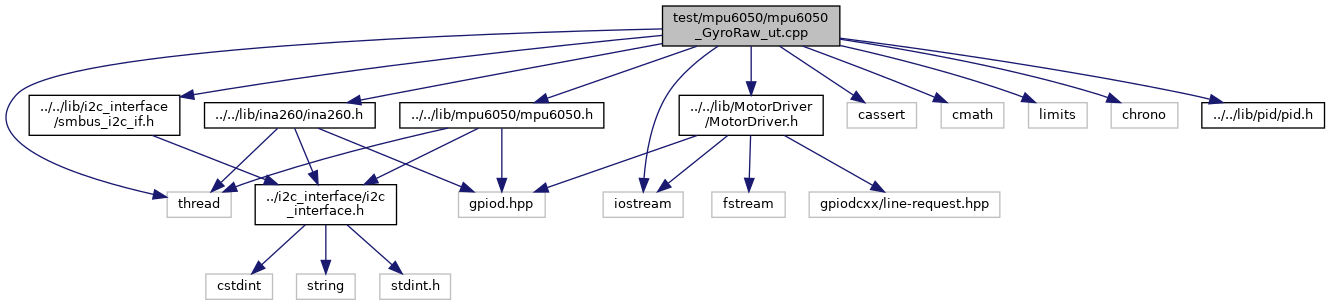 test/mpu6050/mpu6050
_GyroRaw_ut.cpp
../../lib/i2c_interface
/smbus_i2c_if.h
../../lib/ina260/ina260.h
../../lib/mpu6050/mpu6050.h
../../lib/MotorDriver
/MotorDriver.h
cassert
cmath
limits
chrono
../../lib/pid/pid.h
thread
../i2c_interface/i2c
_interface.h
gpiod.hpp
iostream
fstream
gpiodcxx/line-request.hpp
cstdint
string
stdint.h